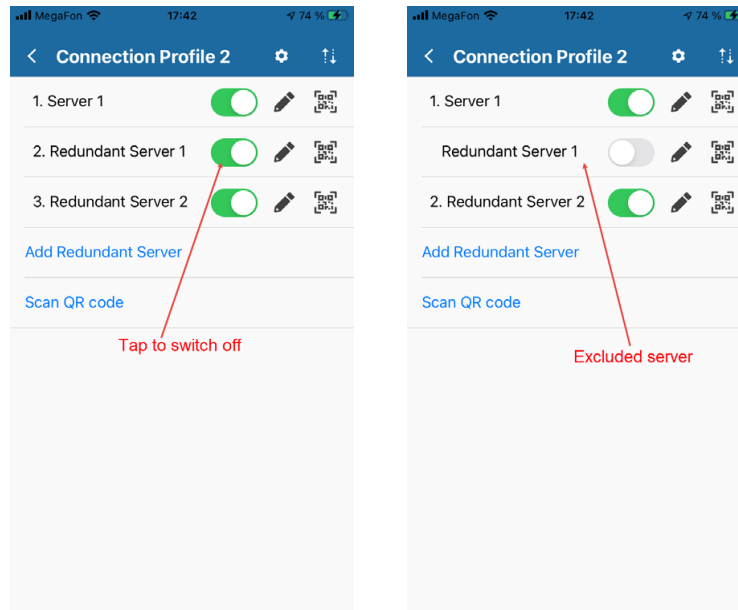 MegaFon 17:42 74 %
Connection Profile 2
1. Server 1
2. Redundant Server 1
3. Redundant Server 2
Add Redundant Server
Scan QR code
Tap to switch off
MegaFon 17:42 74 %
Connection Profile 2
1. Server 1
Redundant Server 1
2. Redundant Server 2
Add Redundant Server
Scan QR code
Excluded server